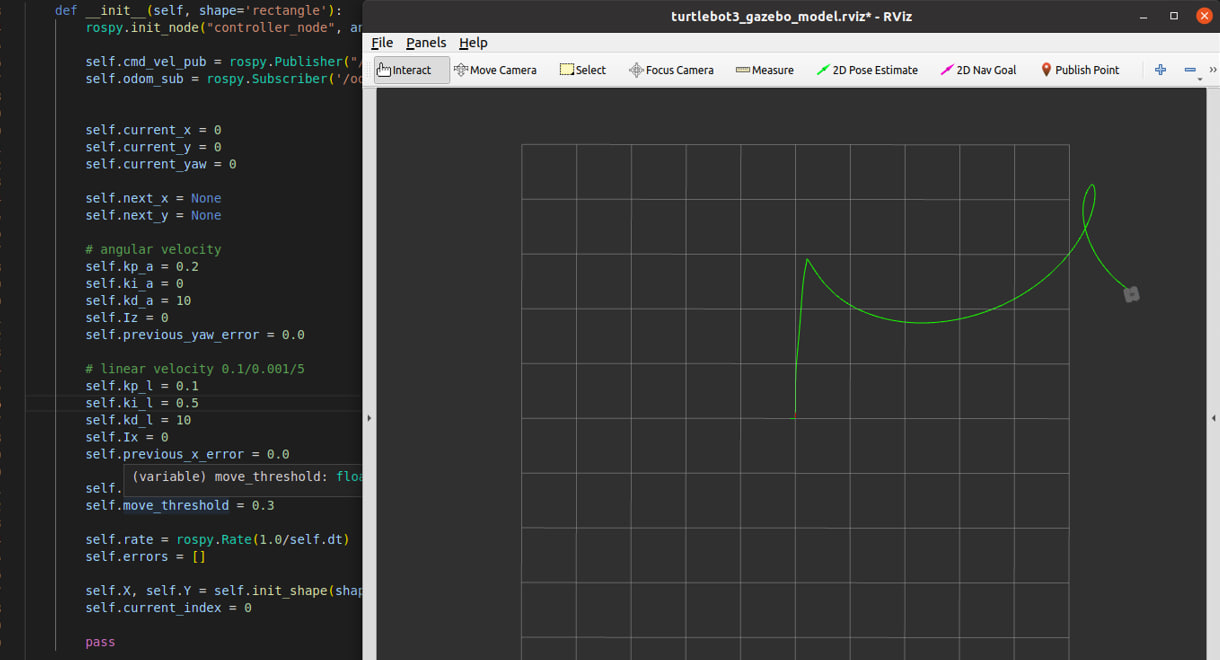 def __init__(self, shape='rectangle'):
rospy.init_node("controller_node", an
self.cmd_vel_pub = rospy.Publisher("/
self.odom_sub = rospy.Subscriber('/od
self.current_x = 0
self.current_y = 0
self.current_yaw = 0
self.next_x = None
self.next_y = None
# angular velocity
self.kp_a = 0.2
self.ki_a = 0
self.kd_a = 10
self.Iz = 0
self.previous_yaw_error = 0.0
# linear velocity 0.1/0.001/5
self.kp_l = 0.1
self.ki_l = 0.5
self.kd_l = 10
self.Ix = 0
self.previous_x_error = 0.0
(variable) move_threshold: floa
self.
self.move_threshold = 0.3
self.rate = rospy.Rate(1.0/self.dt)
self.errors = []
self.X, self.Y = self.init_shape(shap
self.current_index = 0
pass
turtlebot3_gazebo_model.rviz* - RViz
File Panels Help
Interact Move Camera Select Focus Camera Measure 2D Pose Estimate 2D Nav Goal Publish Point